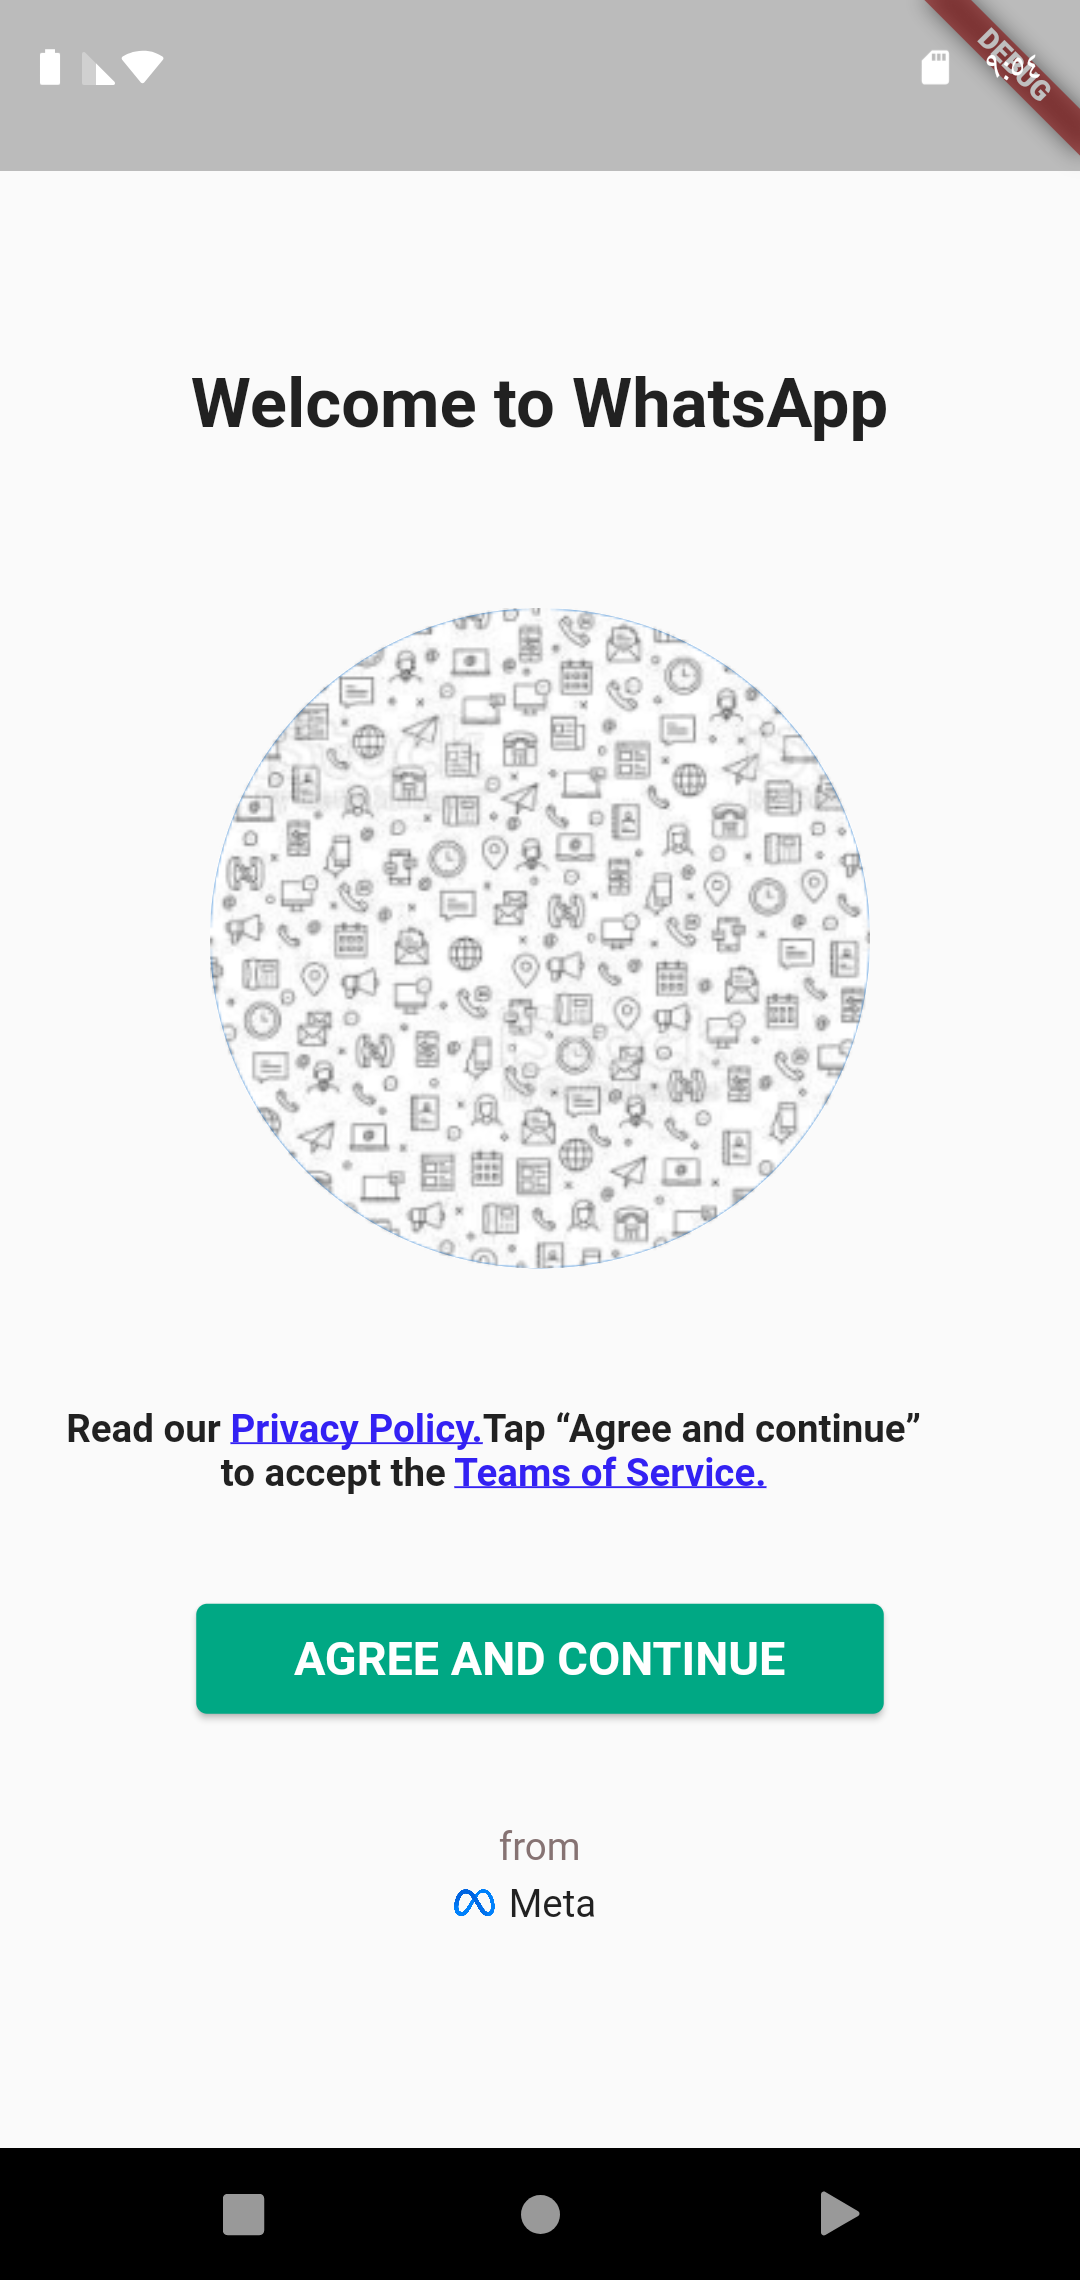 DEBUG
Welcome to WhatsApp
Read our Privacy Policy.Tap “Agree and continue”
to accept the Teams of Service.
AGREE AND CONTINUE
from
Meta